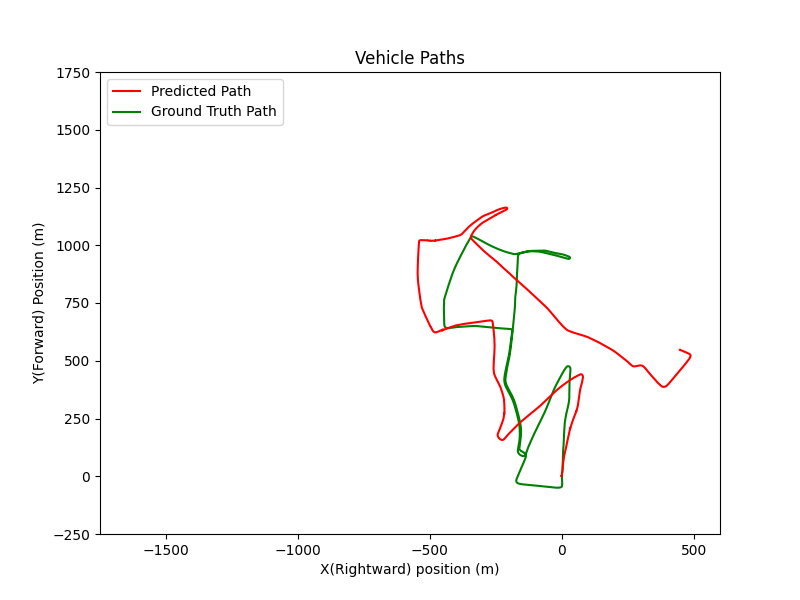 Vehicle Paths
Predicted Path
Ground Truth Path
1750
1500
1250
1000
750
500
250
0
−250
Y(Forward) Position (m)
−1500
−1000
−500
0
500
X(Rightward) position (m)